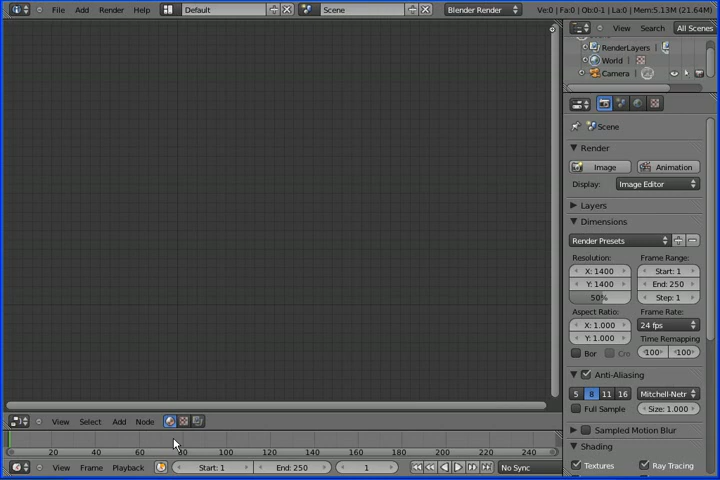 File Add Render Help Default Scene Blender Render Ve:0 | Fa:0 | Ob:0-1 | La:0 | Mem:5.13M (21.64M)
View Search All Scenes
RenderLayers
World
Camera
Scene
Render
Image Animation
Display: Image Editor
Layers
Dimensions
Render Presets
Resolution: Frame Range:
X: 1400 Start: 1
Y: 1400 End: 250
50% Step: 1
Aspect Ratio: Frame Rate:
X: 1.000 24 fps
Y: 1.000 Time Remapping
Bor Cro 100 100
Anti-Aliasing
5 8 11 16 Mitchell-Netr
Full Sample Size: 1.000
View Select Add Node
Sampled Motion Blur
Shading
20 40 60 80 100 120 140 160 180 200 220 240
Textures Ray Tracing
View Frame Playback Start: 1 End: 250 1 No Sync